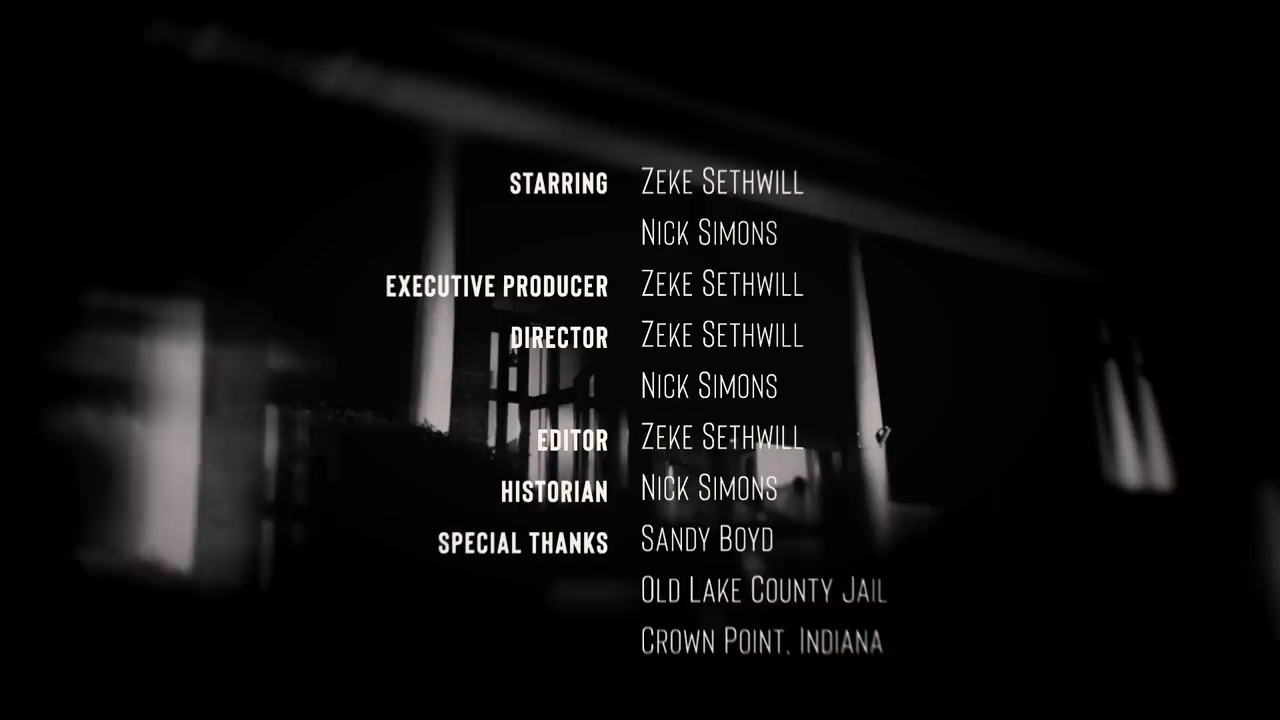 STARRING ZEKE SETHWILL
NICK SIMONS
EXECUTIVE PRODUCER ZEKE SETHWILL
DIRECTOR ZEKE SETHWILL
NICK SIMONS
EDITOR ZEKE SETHWILL
HISTORIAN NICK SIMONS
SPECIAL THANKS SANDY BOYD
OLD LAKE COUNTY JAIL
CROWN POINT, INDIANA